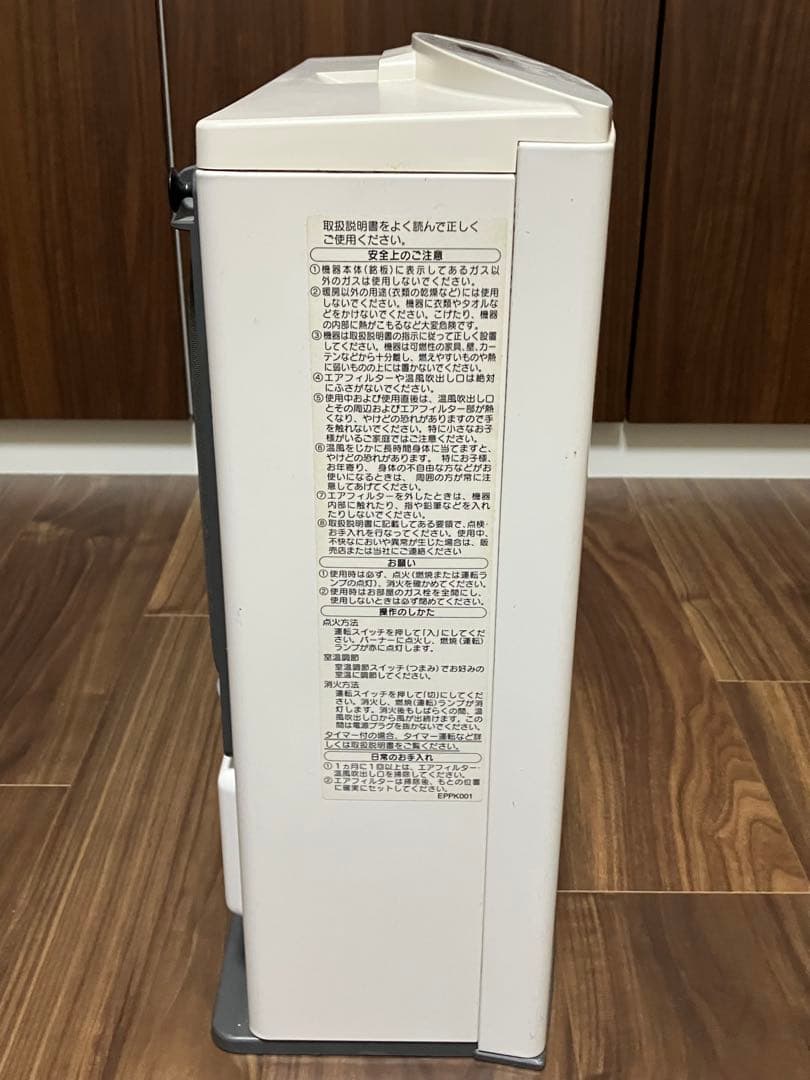 取扱説明書をよく読んで正しく
ご使用ください。
安全上のご注意
①機器本体(銘板)に表示してあるガス以
外のガスは使用しないでください。
②暖房以外の用途(衣類の乾燥など)には使用
しないでください。機器に衣類やタオルな
どをかけないでください。こげたり、機器
の内部に熱がこもるなど大変危険です。
③機器は取扱説明書の指示に従って正しく設置
してください。機器は可燃性の家具、壁、カー
テンなどから十分離し、燃えやすいものや熱
に弱いものの上には置かないでください。
④エアフィルターや温風吹出し口は絶対
にふさがないでください。
⑤使用中および使用直後は、温風吹出し口
とその周辺およびエアフィルター部が熱
くなり、やけどの恐れがありますので手
を触れないでください。特に小さなお子
様がいるご家庭ではご注意ください。
⑥温風をじかに長時間身体に当てますと、
やけどの恐れがあります。特にお子様、
お年寄り、身体の不自由な方などがお
使いになるときは、周囲の方が常に注
意してあげてください。
⑦エアフィルターを外したときは、機器
内部に触れたり、指や鉛筆などを入れ
たりしないでください。
⑧取扱説明書に記載してある要領で、点検・
お手入れを行なってください。使用中、
不快なにおいや異常が生じた場合は、販
売店または当社にご連絡ください
お願い
①使用時は必ず、点火(燃焼または運転ラ
ンプの点灯)、消火を確かめてください。
②使用時はお部屋のガス栓を全開にし、
使用しないときは必ず閉めてください。
操作のしかた
点火方法
運転スイッチを押して「入」にしてくだ
さい。バーナーに点火し、燃焼(運転)
ランプが赤に点灯します。
室温調節
室温調節スイッチ(つまみ)でお好みの
室温に調節してください。
消火方法
運転スイッチを押して「切」にしてくだ
さい。消火し、燃焼(運転)ランプが消
灯します。消火後もしばらくの間、温
風吹出し口から風が出続けます。この
間は電源プラグを抜かないでください。
タイマー付の場合、タイマー運転など詳
しくは取扱説明書をご覧ください。
日常のお手入れ
①1ヵ月に1回以上は、エアフィルター・
温風吹出し口を掃除してください。
②エアフィルターは掃除後、もとの位置
に確実にセットしてください。
EPPK001